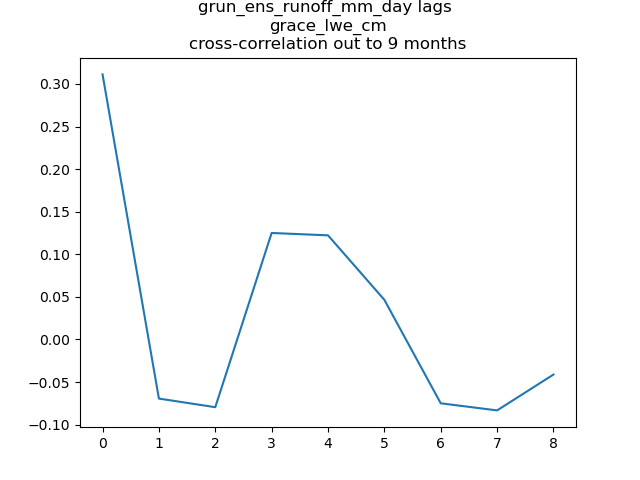 grun_ens_runoff_mm_day lags
grace_lwe_cm
cross-correlation out to 9 months
0.30
0.25
0.20
0.15
0.10
0.05
0.00
−0.05
−0.10
0 1 2 3 4 5 6 7 8